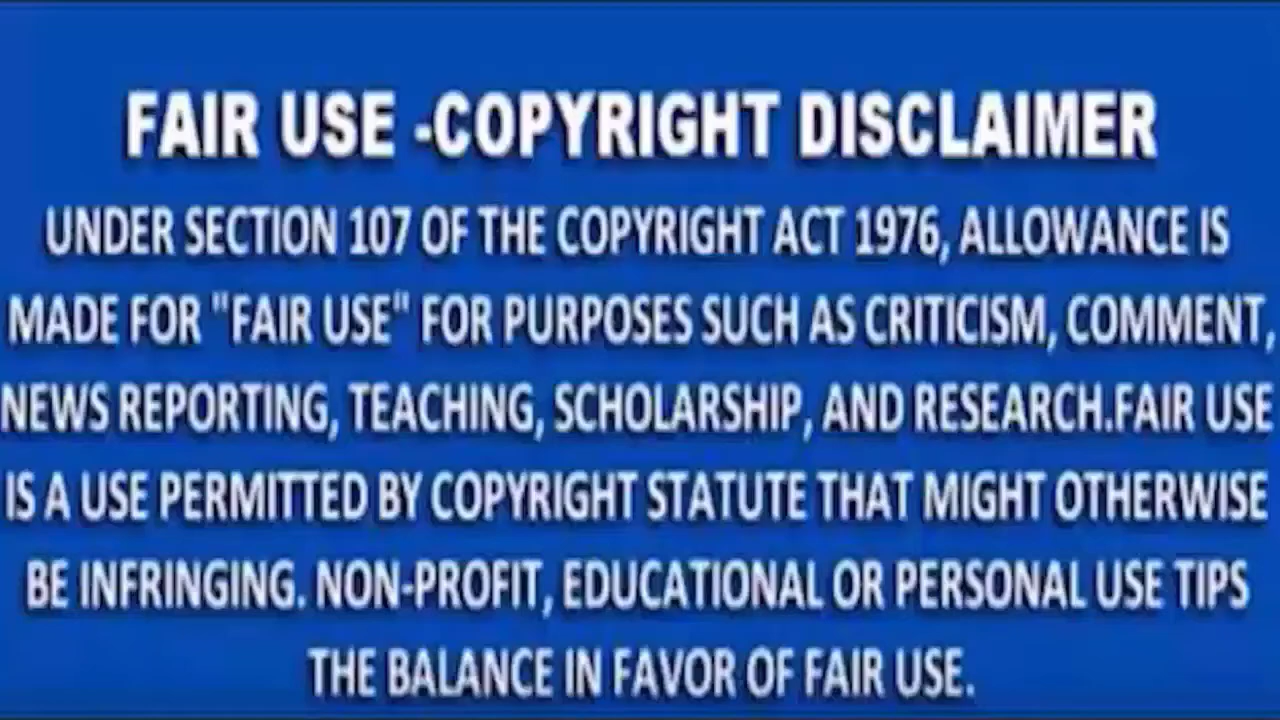 FAIR USE -COPYRIGHT DISCLAIMER
UNDER SECTION 107 OF THE COPYRIGHT ACT 1976, ALLOWANCE IS
MADE FOR "FAIR USE" FOR PURPOSES SUCH AS CRITICISM, COMMENT,
NEWS REPORTING, TEACHING, SCHOLARSHIP, AND RESEARCH.FAIR USE
IS A USE PERMITTED BY COPYRIGHT STATUTE THAT MIGHT OTHERWISE
BE INFRINGING. NON-PROFIT, EDUCATIONAL OR PERSONAL USE TIPS
THE BALANCE IN FAVOR OF FAIR USE.